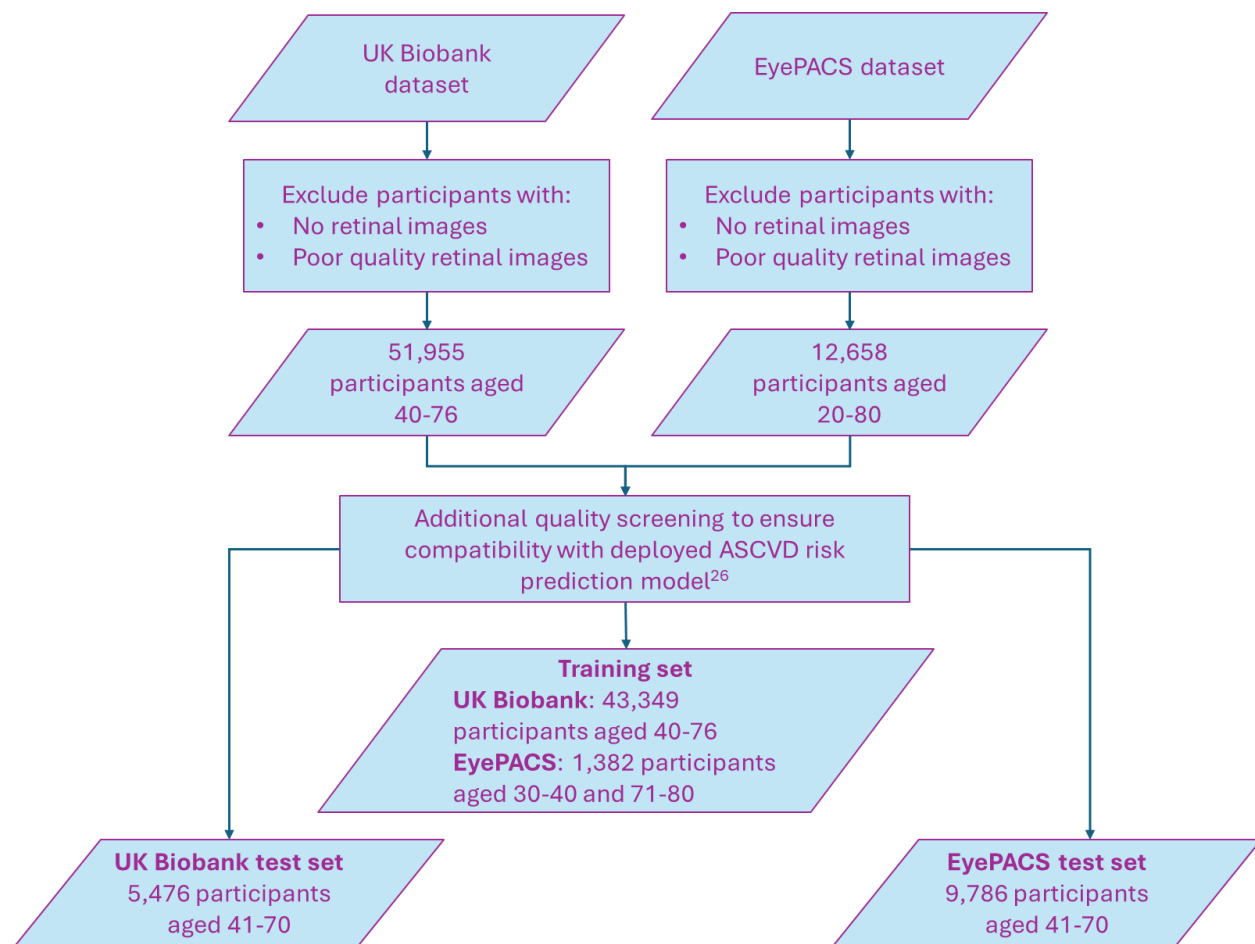 UK Biobank
dataset
EyePACS dataset
Exclude participants with:
• No retinal images
• Poor quality retinal images
Exclude participants with:
• No retinal images
• Poor quality retinal images
51,955
participants aged
40-76
12,658
participants aged
20-80
Additional quality screening to ensure
compatibility with deployed ASCVD risk
prediction model²⁶
Training set
UK Biobank: 43,349
participants aged 40-76
EyePACS: 1,382 participants
aged 30-40 and 71-80
UK Biobank test set
5,476 participants
aged 41-70
EyePACS test set
9,786 participants
aged 41-70